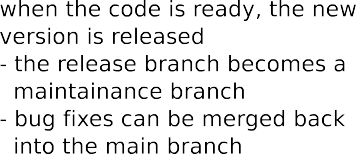 when the code is ready, the new
version is released
- the release branch becomes a
maintainance branch
- bug fixes can be merged back
into the main branch